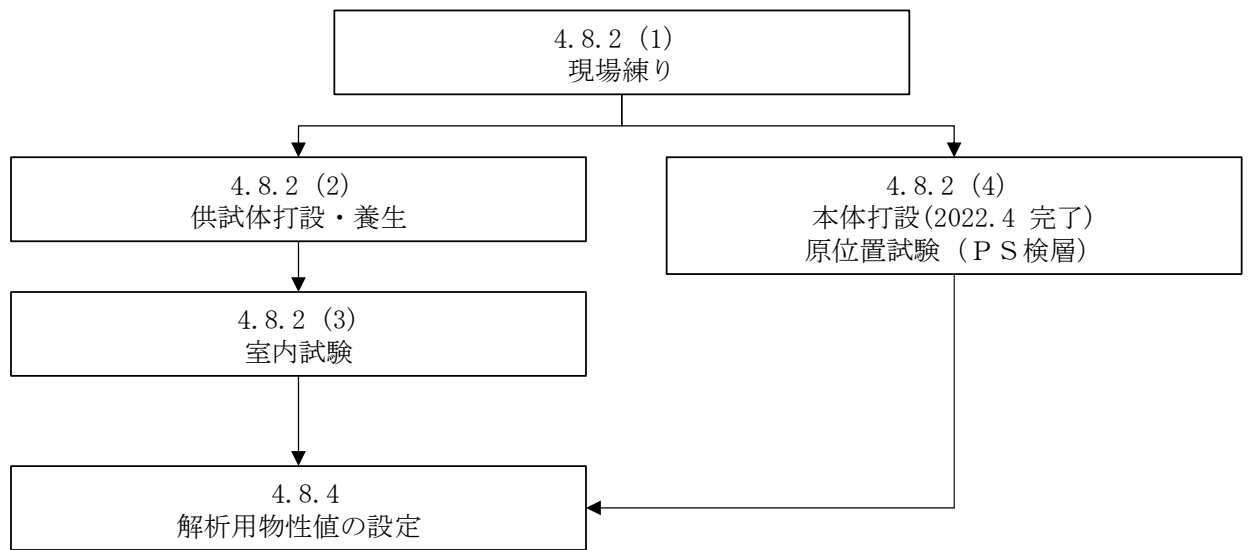 4.8.2 (1)
現場練り
4.8.2 (2)
供試体打設・養生
4.8.2 (4)
本体打設(2022.4 完了)
原位置試験（ＰＳ検層）
4.8.2 (3)
室内試験
4.8.4
解析用物性値の設定